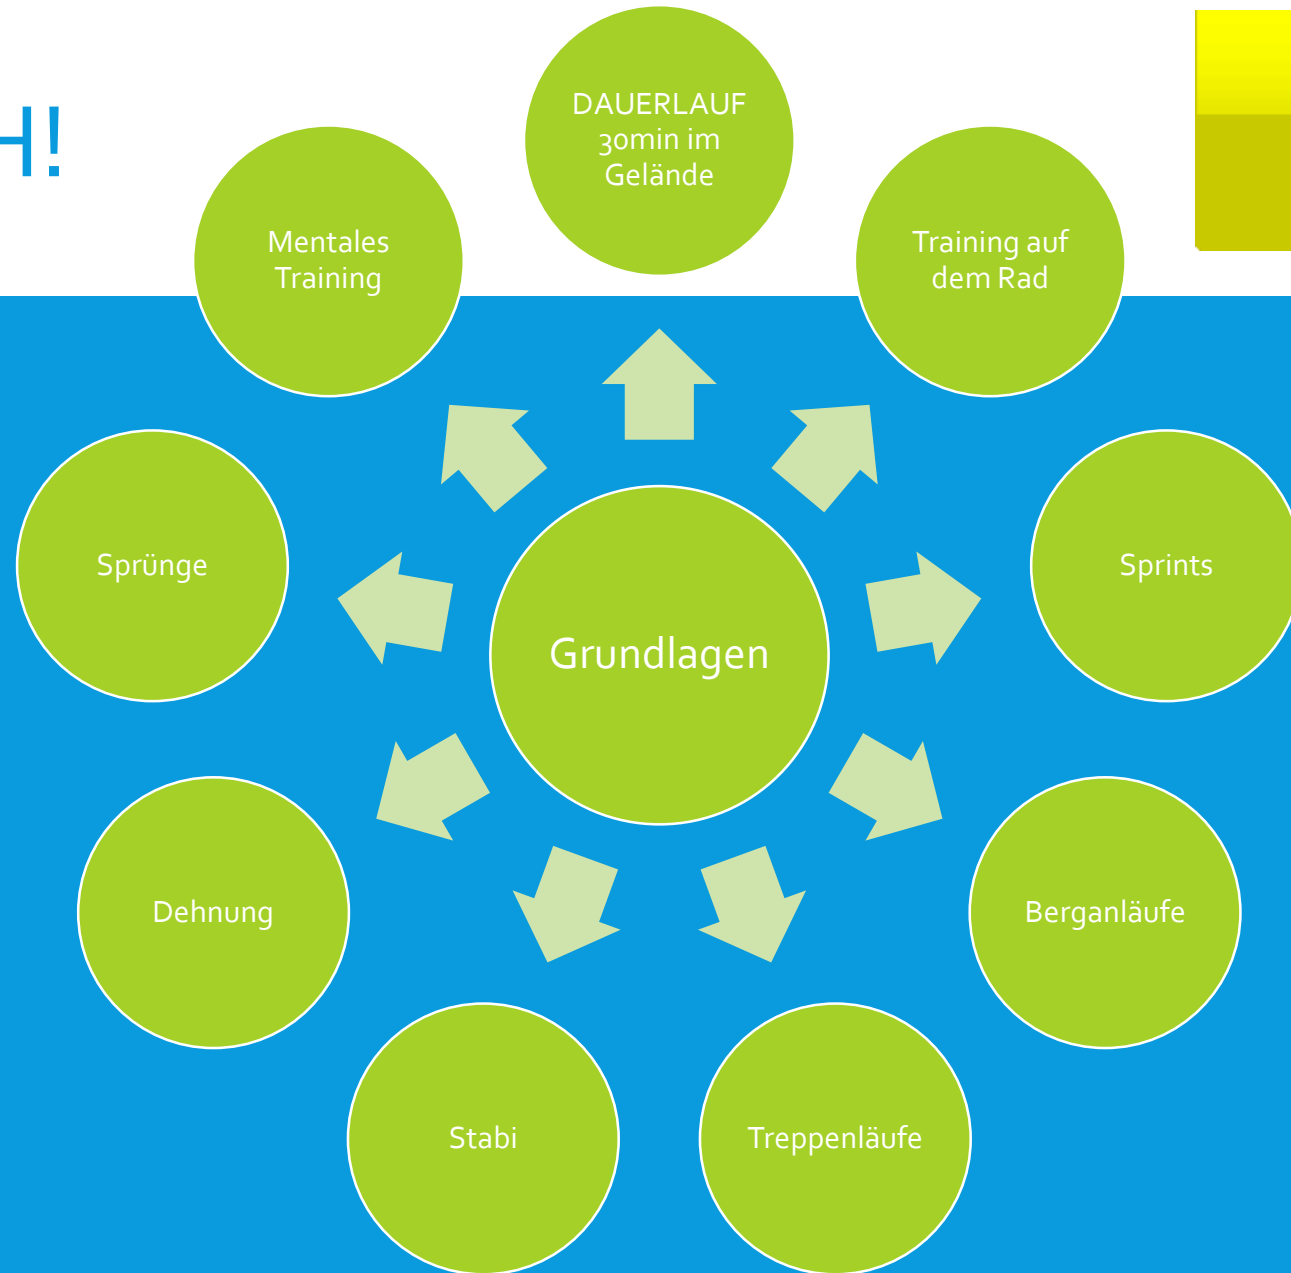 H!
DAUERLAUF
30min im
Gelände
Mentales
Training
Training auf
dem Rad
Sprünge
Sprints
Grundlagen
Dehnung
Berganläufe
Stabi
Treppenläufe